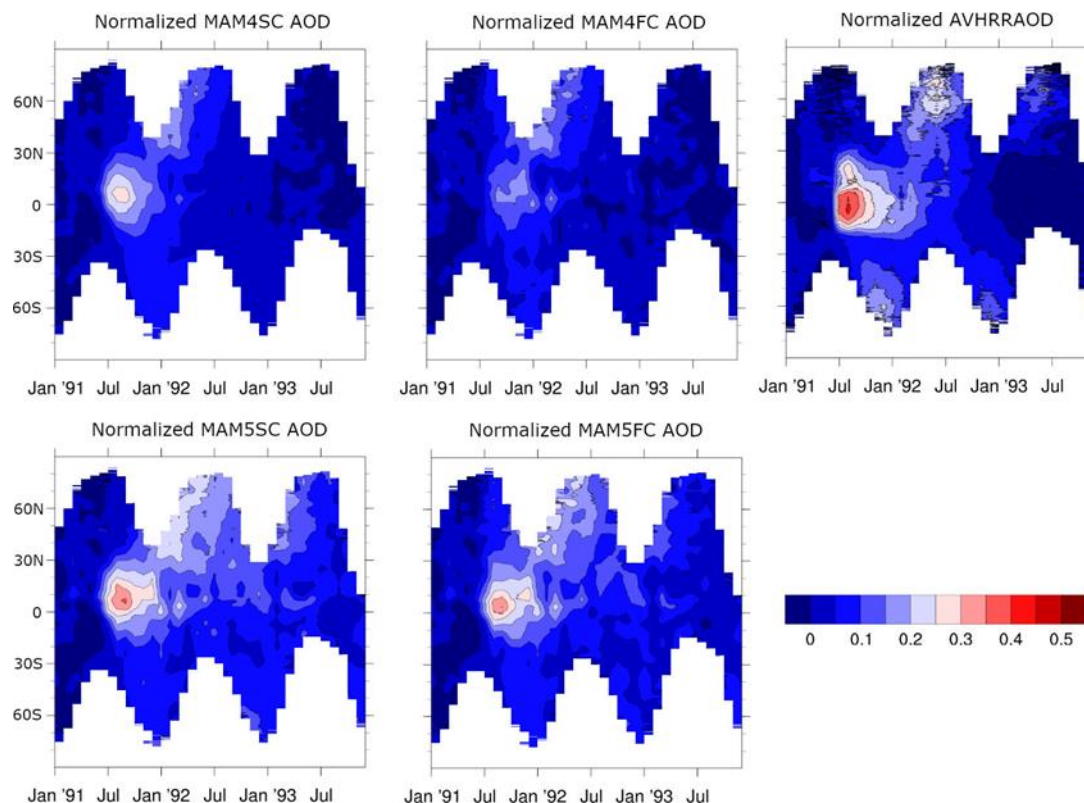 Normalized MAM4SC AOD
60N
30N
0
30S
60S
Jan '91 Jul Jan '92 Jul Jan '93 Jul
Normalized MAM4FC AOD
Jan '91 Jul Jan '92 Jul Jan '93 Jul
Normalized AVHRRAOD
Jan '91 Jul Jan '92 Jul Jan '93 Jul
Normalized MAM5SC AOD
60N
30N
0
30S
60S
Jan '91 Jul Jan '92 Jul Jan '93 Jul
Normalized MAM5FC AOD
Jan '91 Jul Jan '92 Jul Jan '93 Jul
0 0.1 0.2 0.3 0.4 0.5